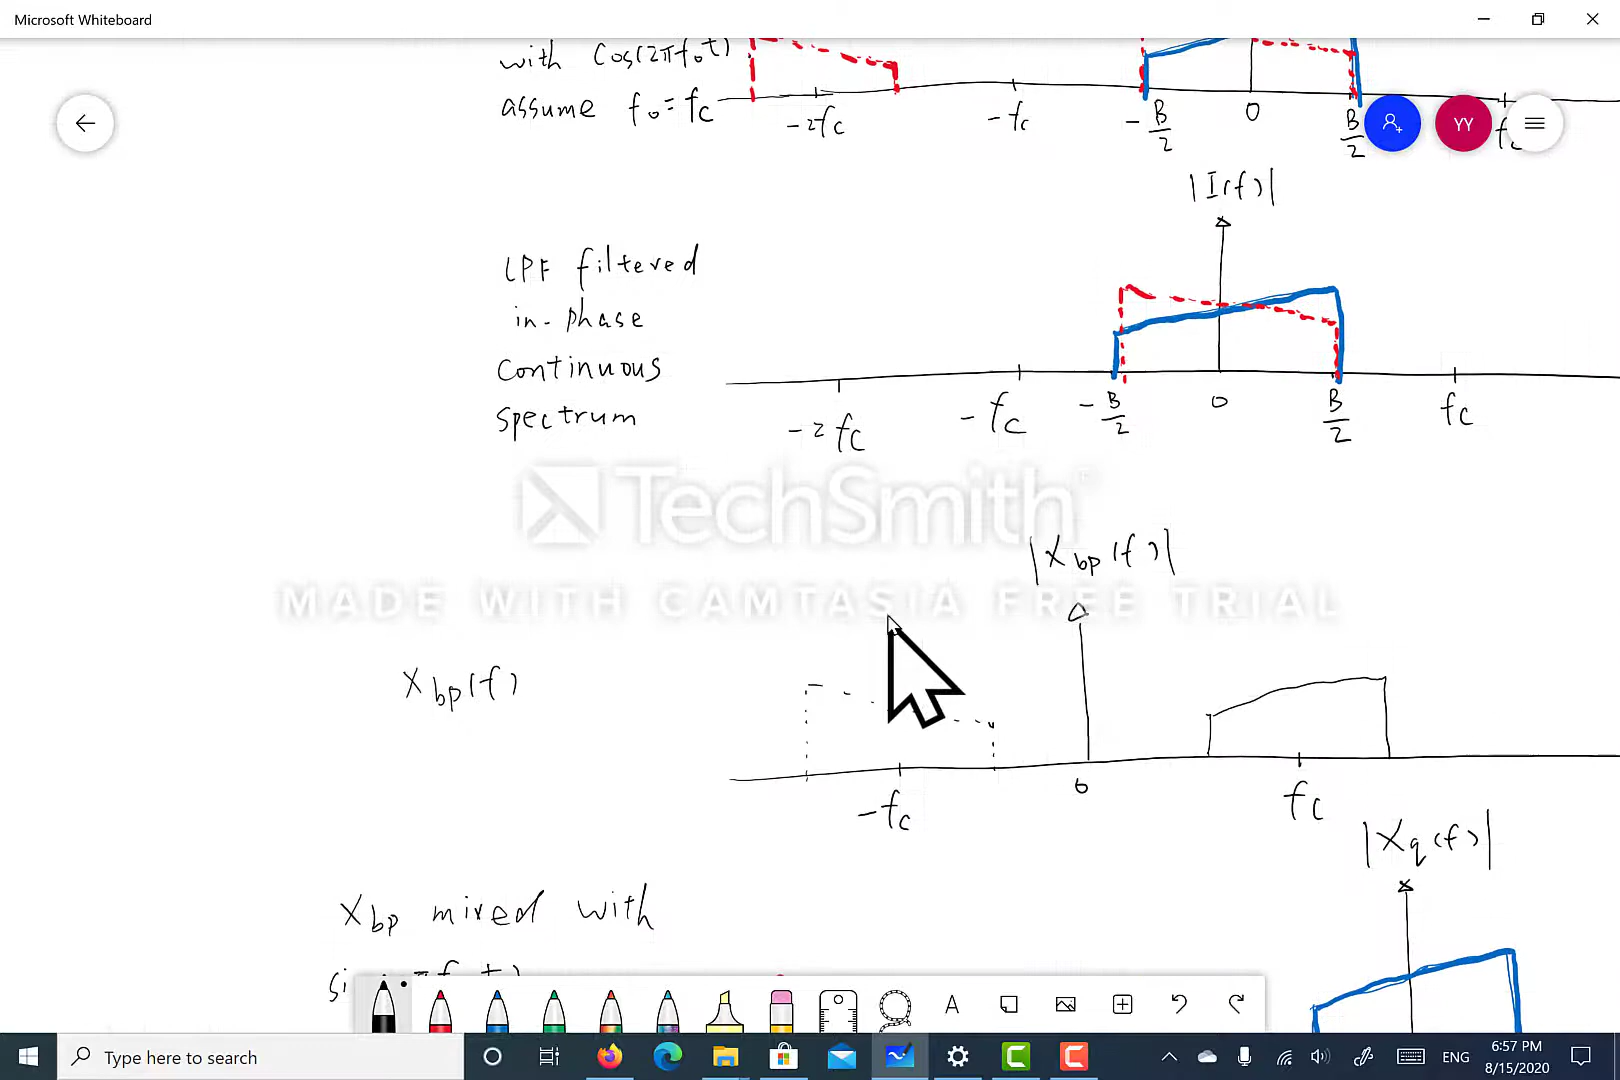 Microsoft Whiteboard
with Cos(2πf₀t)
assume f₀=fc
-2fc
-fc
-B/2
0
B/2
YY
|I(f)|
LPF filtered
in-phase
continuous
spectrum
-2fc
-fc
-B/2
0
B/2
fc
TechSmith
MADE WITH CAMTASIA FREE TRIAL
|Xbp(f)|
Xbp(f)
-fc
0
fc
|Xq(f)|
Xbp mixed with
Type here to search
ENG
6:57 PM
8/15/2020